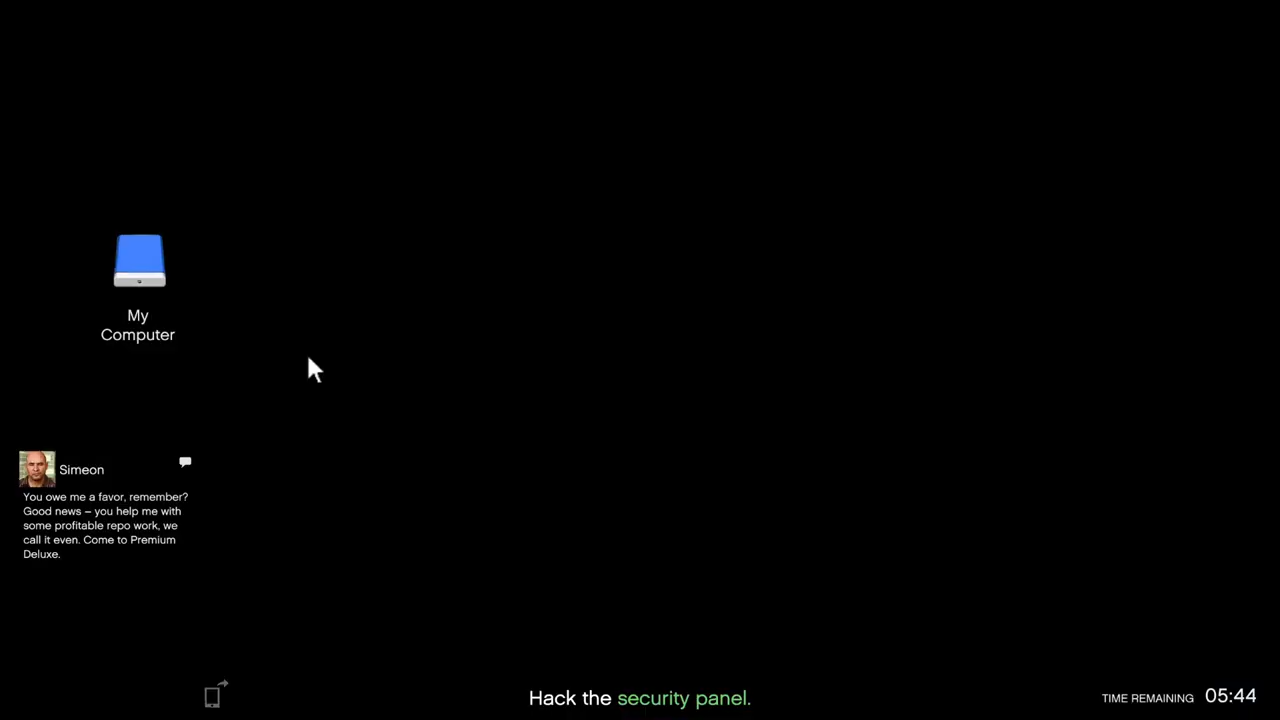 My
Computer
Simeon
You owe me a favor, remember?
Good news – you help me with
some profitable repo work, we
call it even. Come to Premium
Deluxe.
Hack the security panel.
TIME REMAINING 05:44